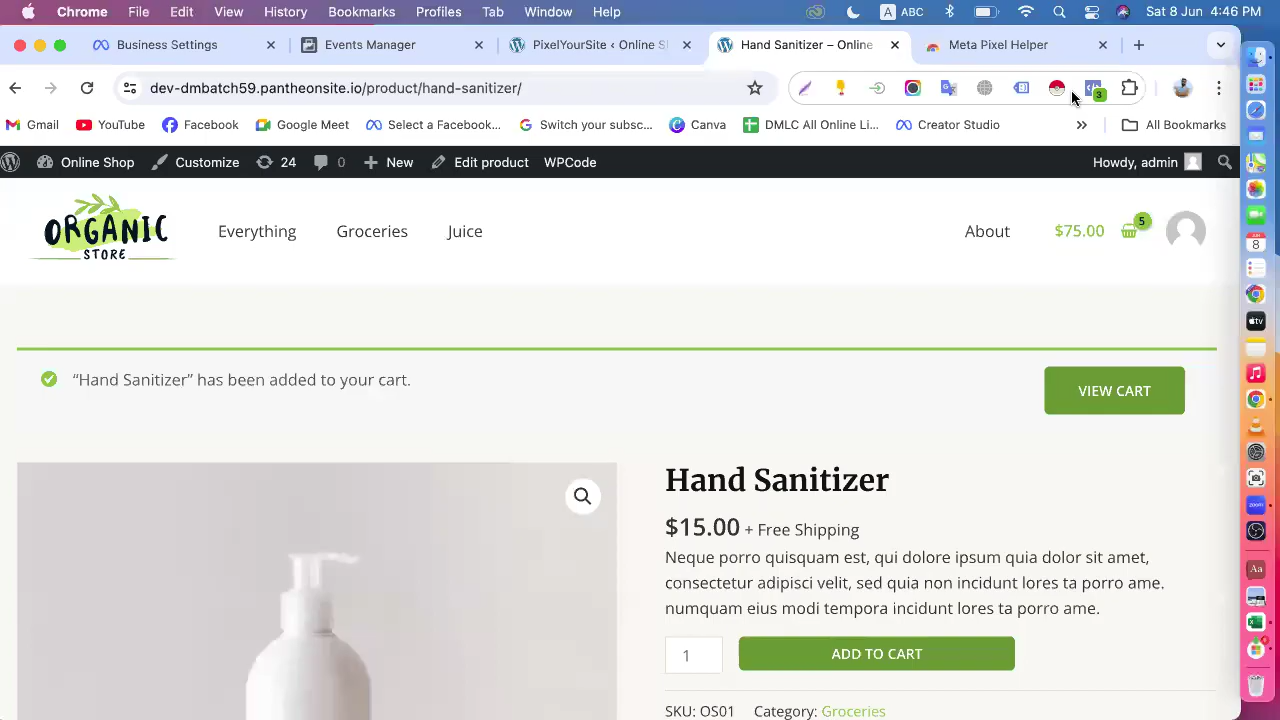 Chrome File Edit View History Bookmarks Profiles Tab Window Help A ABC Sat 8 Jun 4:46 PM
Business Settings Events Manager PixelYourSite ‹ Online S Hand Sanitizer – Online Meta Pixel Helper
dev-dmbatch59.pantheonsite.io/product/hand-sanitizer/ 3
Gmail YouTube Facebook Google Meet Select a Facebook... Switch your subsc... Canva DMLC All Online Li... Creator Studio All Bookmarks
Online Shop Customize 24 0 New Edit product WPCode Howdy, admin
ORGANIC
STORE
Everything Groceries Juice About $75.00 5
“Hand Sanitizer” has been added to your cart. VIEW CART
Hand Sanitizer
$15.00 + Free Shipping
Neque porro quisquam est, qui dolore ipsum quia dolor sit amet,
consectetur adipisci velit, sed quia non incidunt lores ta porro ame.
numquam eius modi tempora incidunt lores ta porro ame.
1 ADD TO CART
SKU: OS01 Category: Groceries